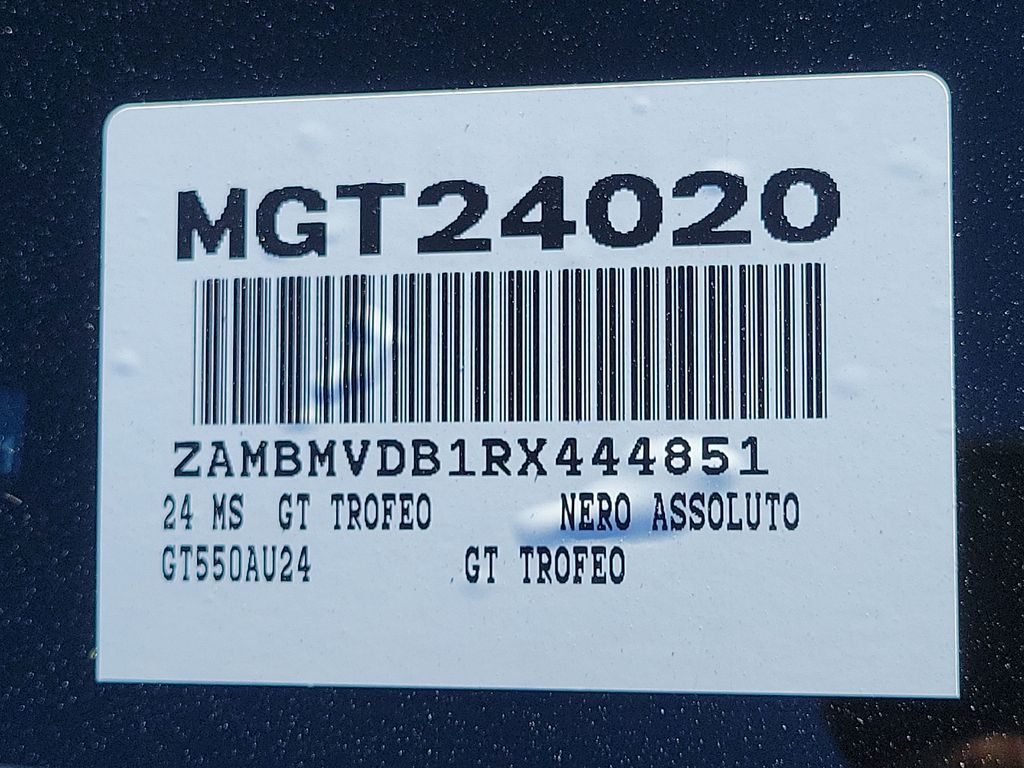 MGT24020
ZAMBMVDB1RX444851
24 MS GT TROFEO NERO ASSOLUTO
GT550AU24 GT TROFEO